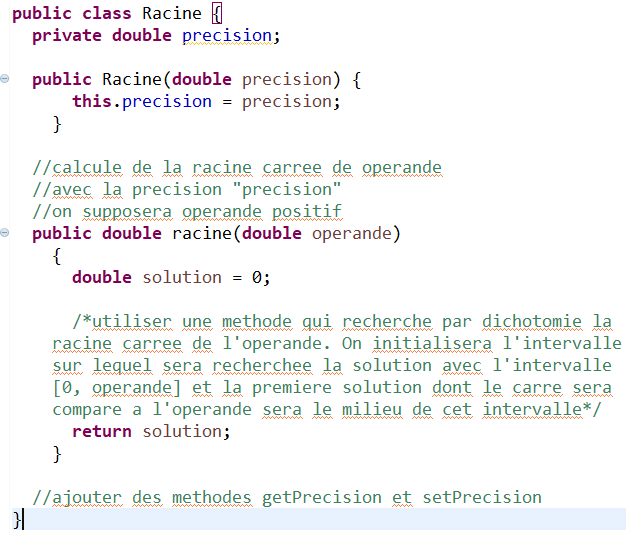 public class Racine {
private double precision;
public Racine(double precision) {
this.precision = precision;
}
//calcule de la racine carree de operande
//avec la precision "precision"
//on supposera operande positif
public double racine(double operande)
{
double solution = 0;
/*utiliser une methode qui recherche par dichotomie la
racine carree de l'operande. On initialisera l'intervalle
sur lequel sera recherchee la solution avec l'intervalle
[0, operande] et la premiere solution dont le carre sera
compare a l'operande sera le milieu de cet intervalle*/
return solution;
}
//ajouter des methodes getPrecision et setPrecision
}